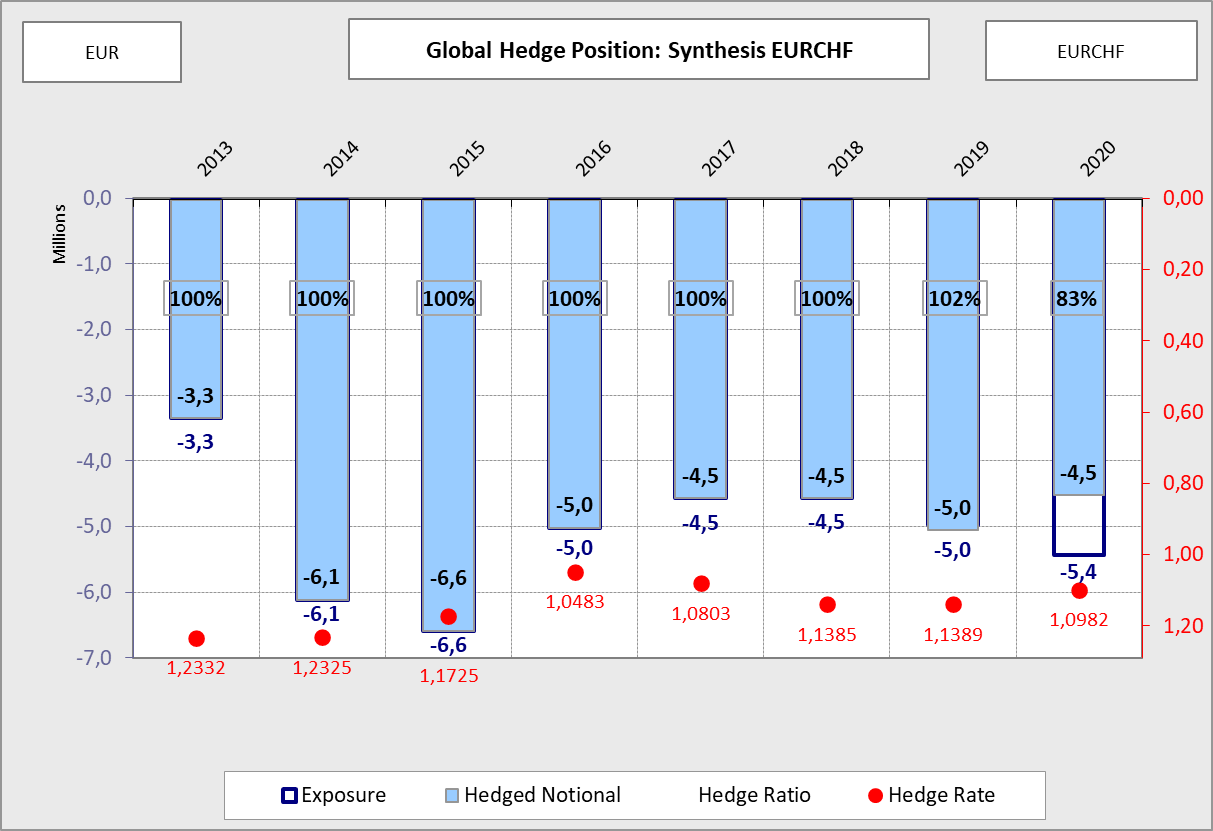 EUR
Global Hedge Position: Synthesis EURCHF
EURCHF
2013 2014 2015 2016 2017 2018 2019 2020
Millions
0,0
-1,0
-2,0
-3,0
-4,0
-5,0
-6,0
-7,0
0,00
0,20
0,40
0,60
0,80
1,00
1,20
100% 100% 100% 100% 100% 100% 102% 83%
-3,3 -6,1 -6,6 -5,0 -4,5 -4,5 -5,0 -4,5
-3,3 -6,1 -6,6 -5,0 -4,5 -4,5 -5,0 -5,4
1,2332 1,2325 1,1725 1,0483 1,0803 1,1385 1,1389 1,0982
Exposure Hedged Notional Hedge Ratio Hedge Rate